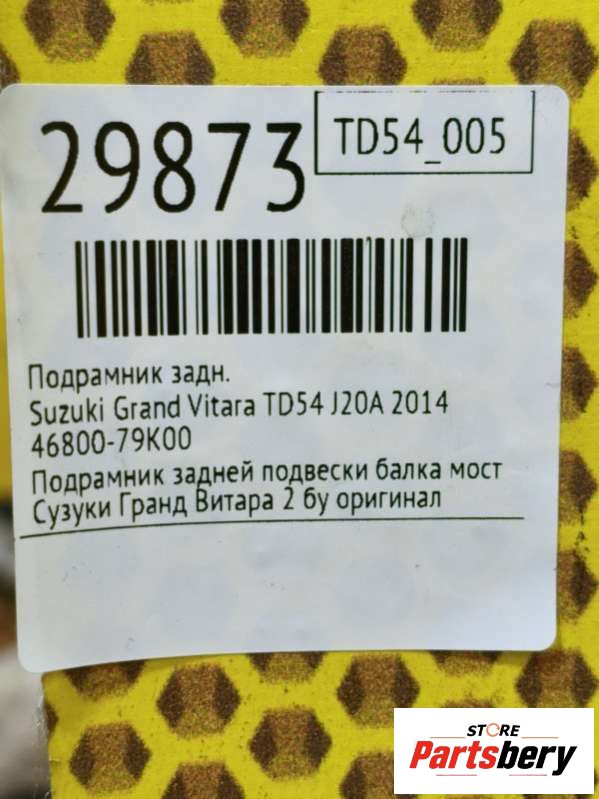 29873
TD54_005
Подрамник задн.
Suzuki Grand Vitara TD54 J20A 2014
46800-79K00
Подрамник задней подвески балка мост
Сузуки Гранд Витара 2 бу оригинал
STORE
Partsbery